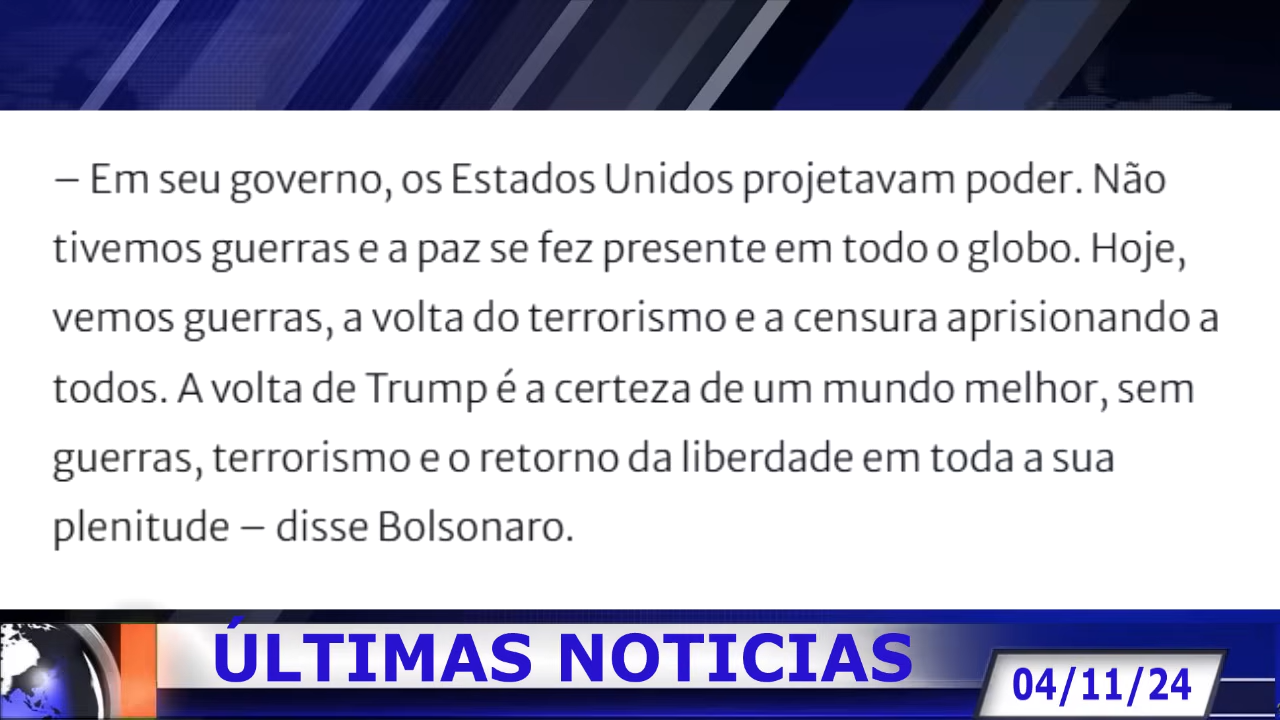 – Em seu governo, os Estados Unidos projetavam poder. Não
tivemos guerras e a paz se fez presente em todo o globo. Hoje,
vemos guerras, a volta do terrorismo e a censura aprisionando a
todos. A volta de Trump é a certeza de um mundo melhor, sem
guerras, terrorismo e o retorno da liberdade em toda a sua
plenitude – disse Bolsonaro.
ÚLTIMAS NOTICIAS
04/11/24